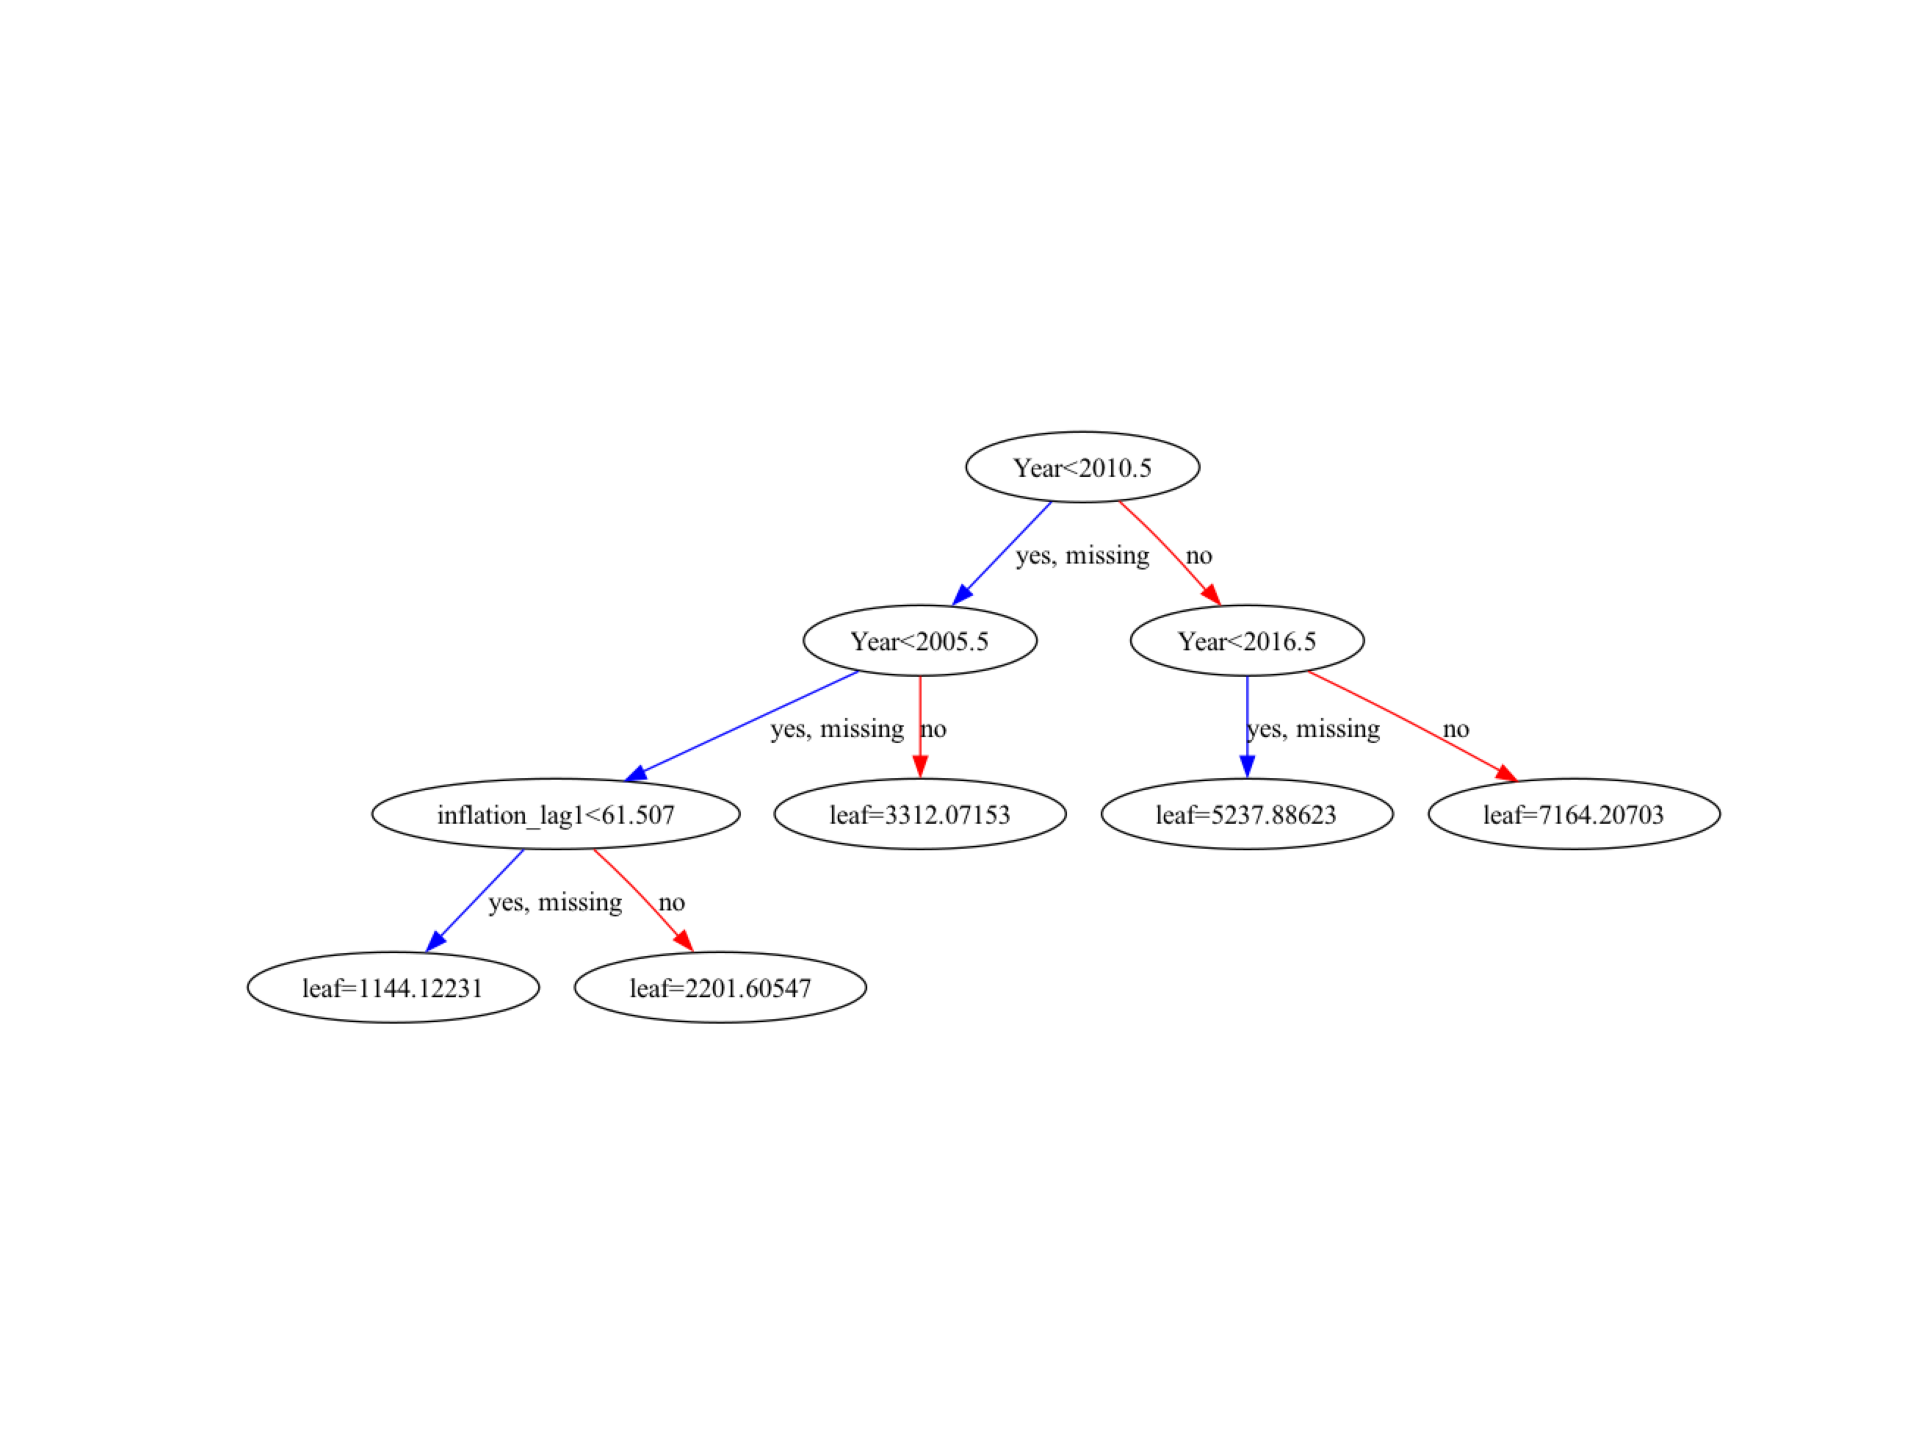 Year<2010.5
yes, missing
no
Year<2005.5
Year<2016.5
yes, missing
no
yes, missing
no
inflation_lag1<61.507
leaf=3312.07153
leaf=5237.88623
leaf=7164.20703
yes, missing
no
leaf=1144.12231
leaf=2201.60547